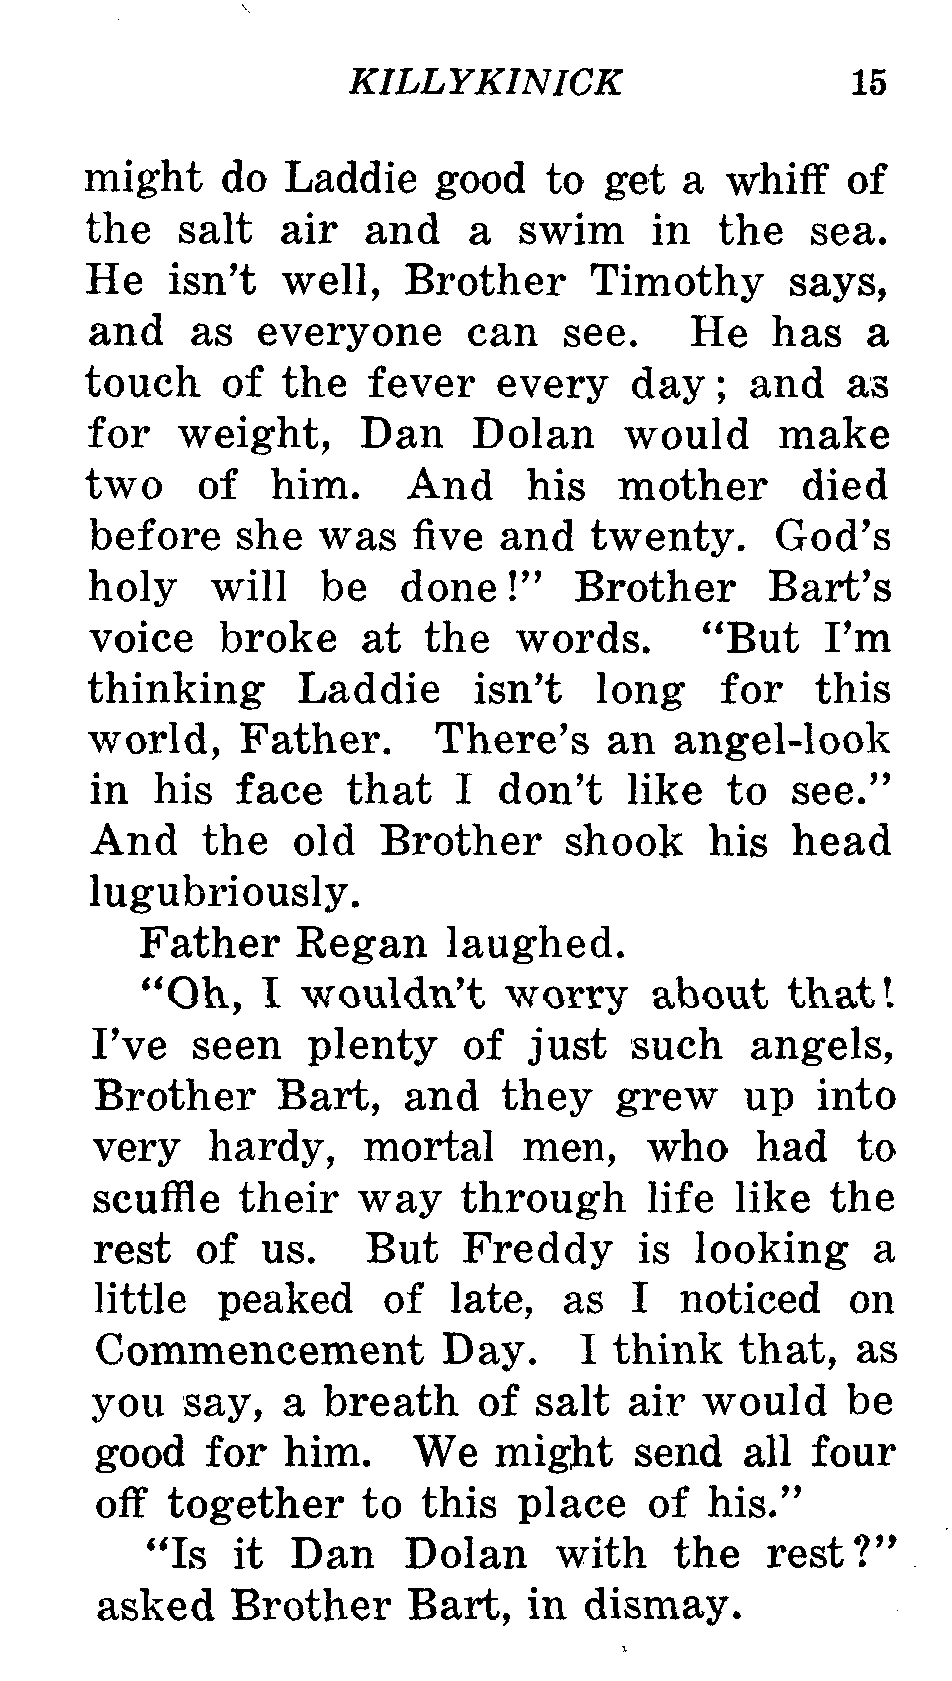 KILLYKINICK 15
might do Laddie good to get a whiff of
the salt air and a swim in the sea.
He isn't well, Brother Timothy says,
and as everyone can see. He has a
touch of the fever every day; and as
for weight, Dan Dolan would make
two of him. And his mother died
before she was five and twenty. God's
holy will be done!" Brother Bart's
voice broke at the words. "But I'm
thinking Laddie isn't long for this
world, Father. There's an angel-look
in his face that I don't like to see."
And the old Brother shook his head
lugubriously.
Father Regan laughed.
"Oh, I wouldn't worry about that!
I've seen plenty of just such angels,
Brother Bart, and they grew up into
very hardy, mortal men, who had to
scuffle their way through life like the
rest of us. But Freddy is looking a
little peaked of late, as I noticed on
Commencement Day. I think that, as
you say, a breath of salt air would be
good for him. We might send all four
off together to this place of his."
"Is it Dan Dolan with the rest?"
asked Brother Bart, in dismay.